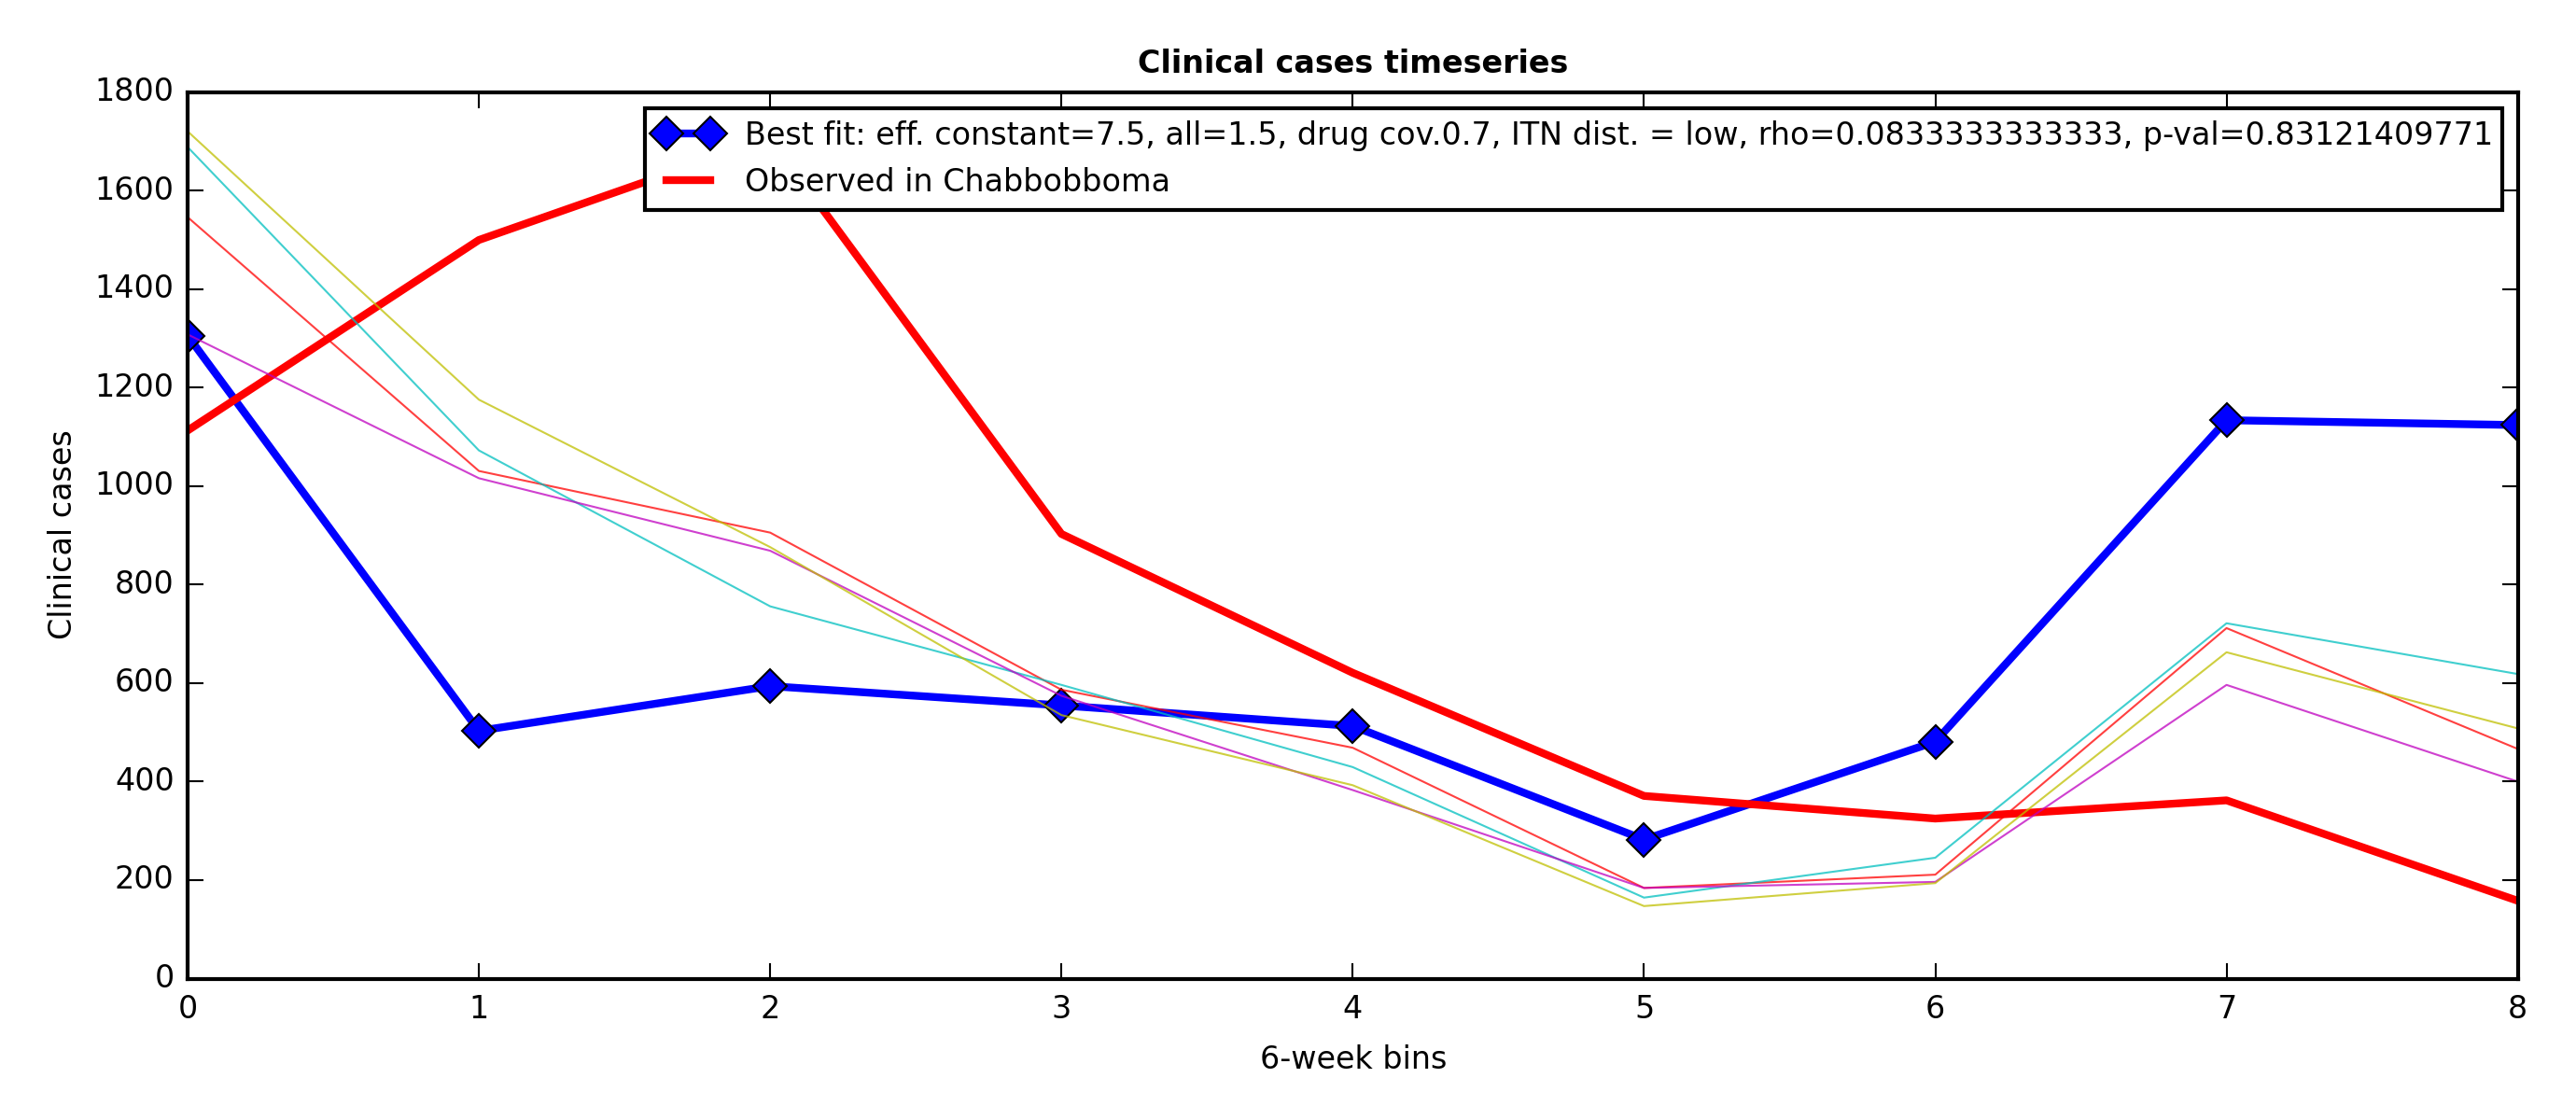 Clinical cases timeseries
Best fit: eff. constant=7.5, all=1.5, drug cov.0.7, ITN dist. = low, rho=0.0833333333333, p-val=0.83121409771
Observed in Chabbobboma
1800
1600
1400
1200
1000
800
600
400
200
0
Clinical cases
0 1 2 3 4 5 6 7 8
6-week bins